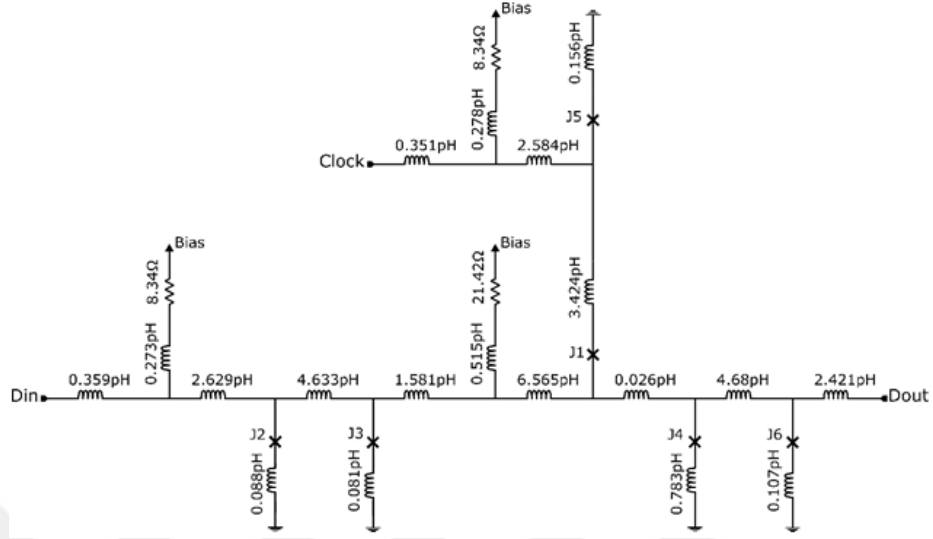 Bias
8.34Ω
0.156pH
0.278pH
J5
0.351pH
2.584pH
Clock
Bias
Bias
8.34Ω
21.42Ω
3.424pH
0.273pH
0.515pH
J1
0.359pH
2.629pH
4.633pH
1.581pH
6.565pH
0.026pH
4.68pH
2.421pH
Din
Dout
J2
J3
J4
J6
0.088pH
0.081pH
0.783pH
0.107pH